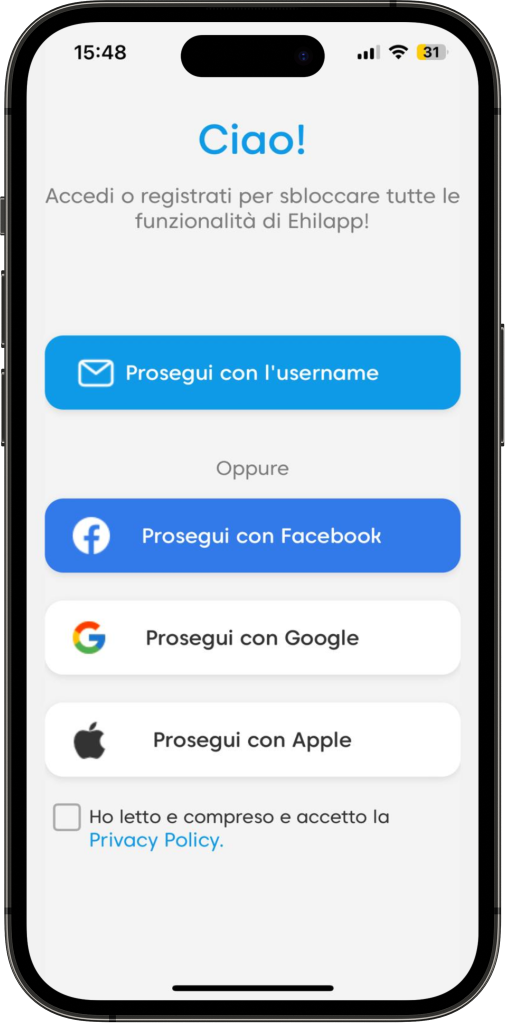 15:48
31
Ciao!
Accedi o registrati per sbloccare tutte le
funzionalità di Ehilapp!
Prosegui con l'username
Oppure
Prosegui con Facebook
Prosegui con Google
Prosegui con Apple
Ho letto e compreso e accetto la
Privacy Policy.